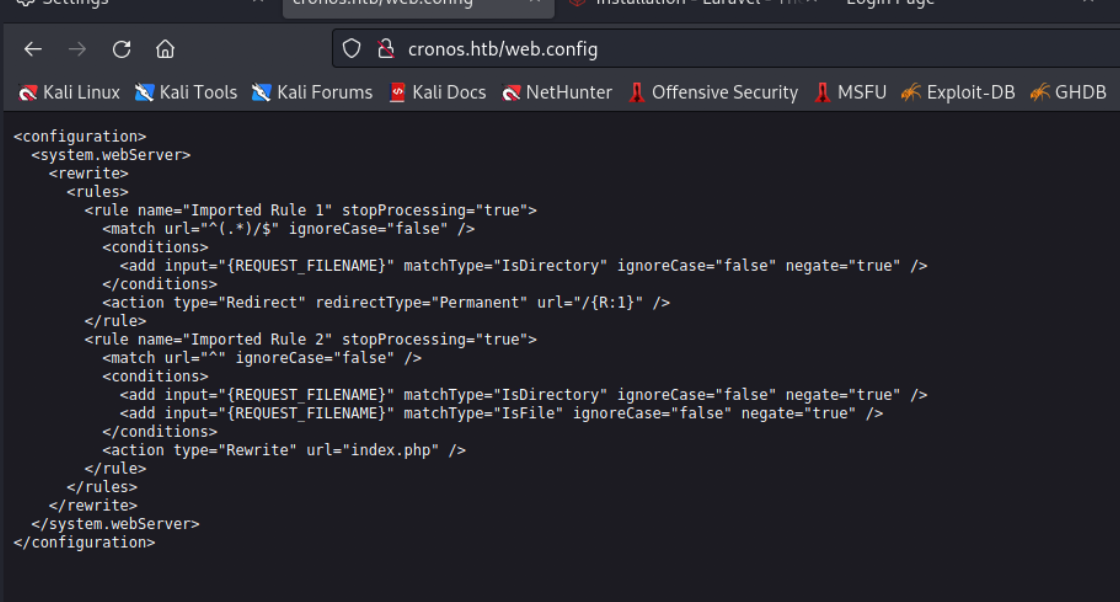 Settings
cronos.htb/web.config
Installation - Laravel - The
Login Page
cronos.htb/web.config
Kali Linux Kali Tools Kali Forums Kali Docs NetHunter Offensive Security MSFU Exploit-DB GHDB
<configuration>
  <system.webServer>
    <rewrite>
      <rules>
        <rule name="Imported Rule 1" stopProcessing="true">
          <match url="^(.*)/$" ignoreCase="false" />
          <conditions>
            <add input="{REQUEST_FILENAME}" matchType="IsDirectory" ignoreCase="false" negate="true" />
          </conditions>
          <action type="Redirect" redirectType="Permanent" url="/{R:1}" />
        </rule>
        <rule name="Imported Rule 2" stopProcessing="true">
          <match url="^" ignoreCase="false" />
          <conditions>
            <add input="{REQUEST_FILENAME}" matchType="IsDirectory" ignoreCase="false" negate="true" />
            <add input="{REQUEST_FILENAME}" matchType="IsFile" ignoreCase="false" negate="true" />
          </conditions>
          <action type="Rewrite" url="index.php" />
        </rule>
      </rules>
    </rewrite>
  </system.webServer>
</configuration>